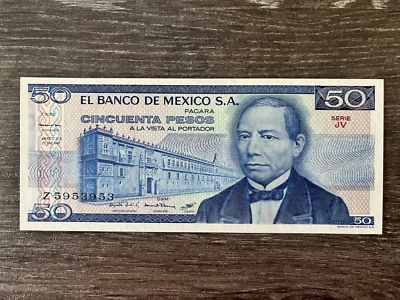 50 EL BANCO DE MEXICO S.A. 50
PAGARA
CINCUENTA PESOS
A LA VISTA AL PORTADOR
SERIE
JV
Z5953953
50
50
BANCO DE MEXICO S.A.